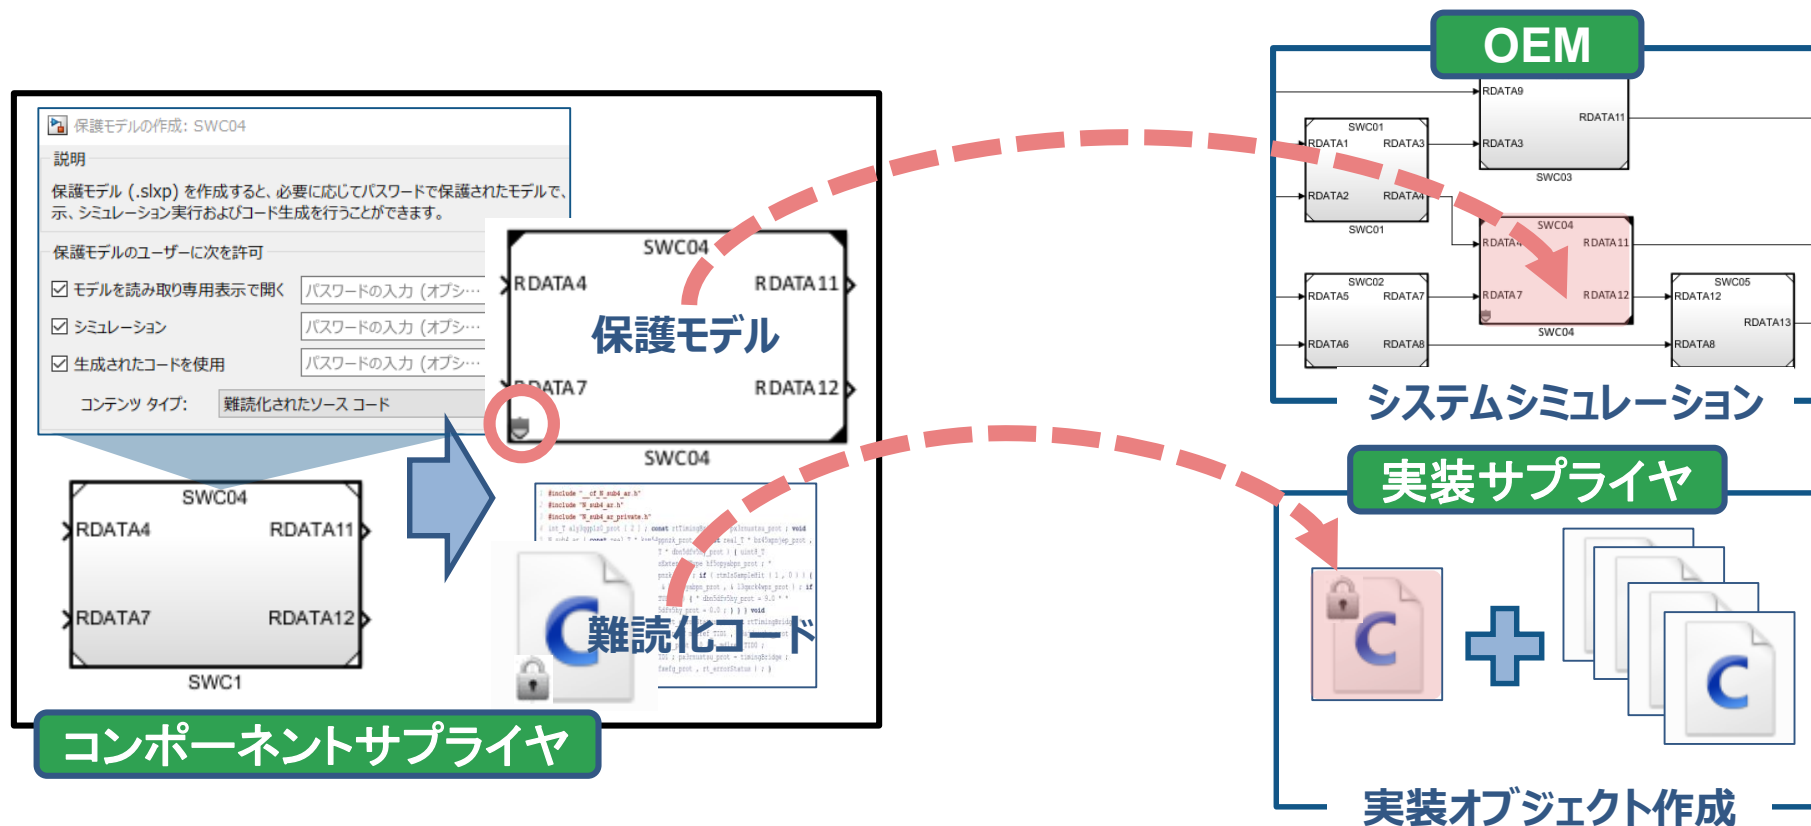 保護モデルの作成: SWC04
説明
保護モデル (.slxp) を作成すると、必要に応じてパスワードで保護されたモデルで、
示、シミュレーション実行およびコード生成を行うことができます。
保護モデルのユーザーに次を許可
モデルを読み取り専用表示で開く
パスワードの入力 (オプシ…
シミュレーション
パスワードの入力 (オプシ…
生成されたコードを使用
パスワードの入力 (オプシ…
コンテンツ タイプ:
難読化されたソース コード
SWC04
RDATA4
RDATA11
RDATA7
RDATA12
SWC1
SWC04
RDATA4
RDATA11
保護モデル
RDATA7
RDATA12
SWC04
#include "__cf_N_sub4_ar.h"
#include "N_sub4_ar.h"
#include "N_sub4_ar_private.h"
難読化コード
C
コンポーネントサプライヤ
OEM
RDATA9
RDATA11
RDATA3
SWC03
SWC01
RDATA1
RDATA3
RDATA2
RDATA4
SWC01
SWC04
RDATA4
RDATA11
RDATA7
RDATA12
SWC04
SWC02
RDATA5
RDATA7
RDATA6
RDATA8
SWC05
RDATA12
RDATA13
RDATA8
システムシミュレーション
実装サプライヤ
C
C
実装オブジェクト作成